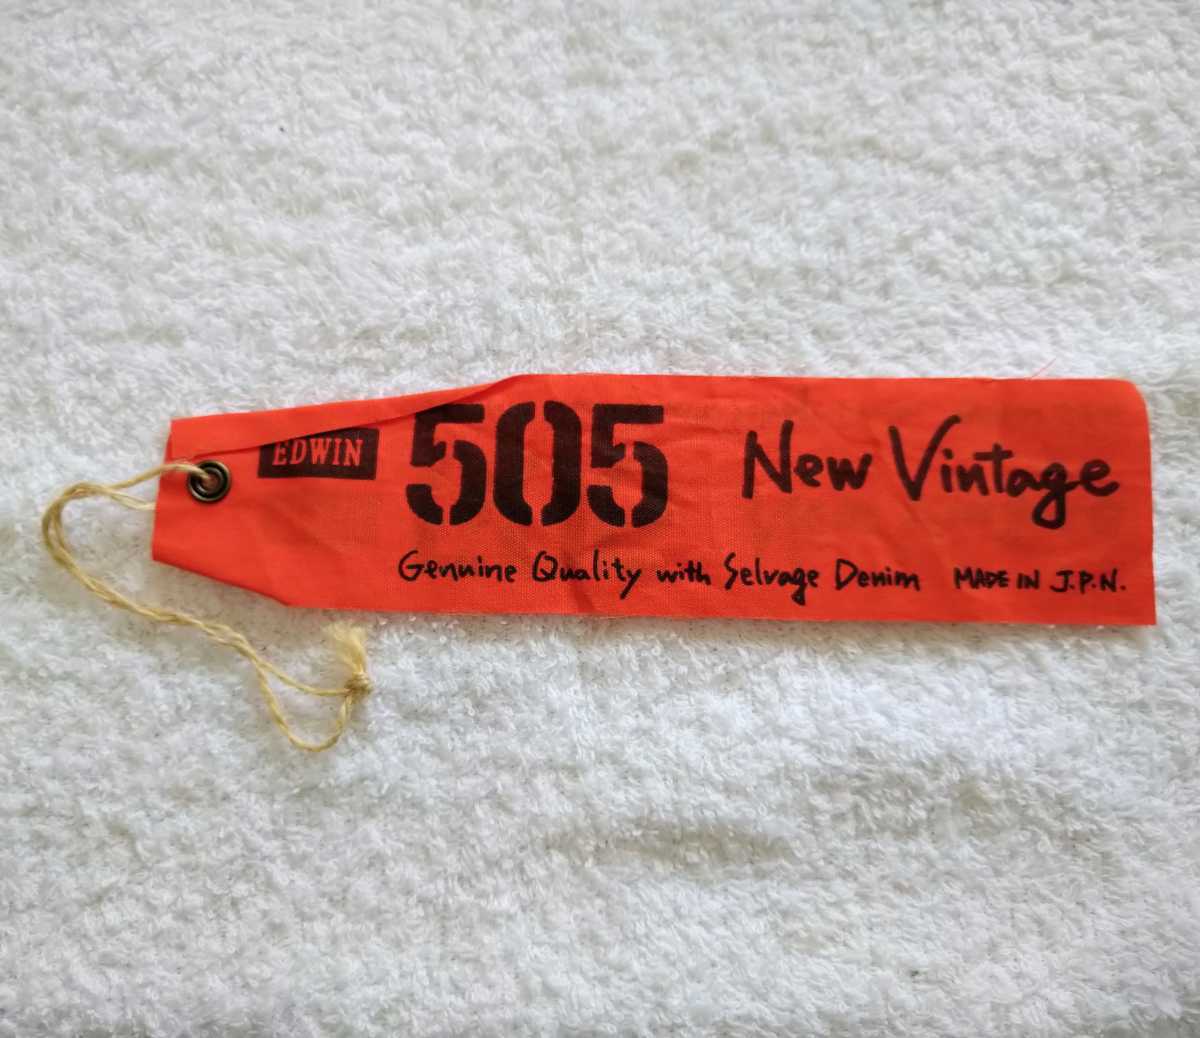 EDWIN
505 New Vintage
Genuine Quality with Selvage Denim MADE IN J.P.N.